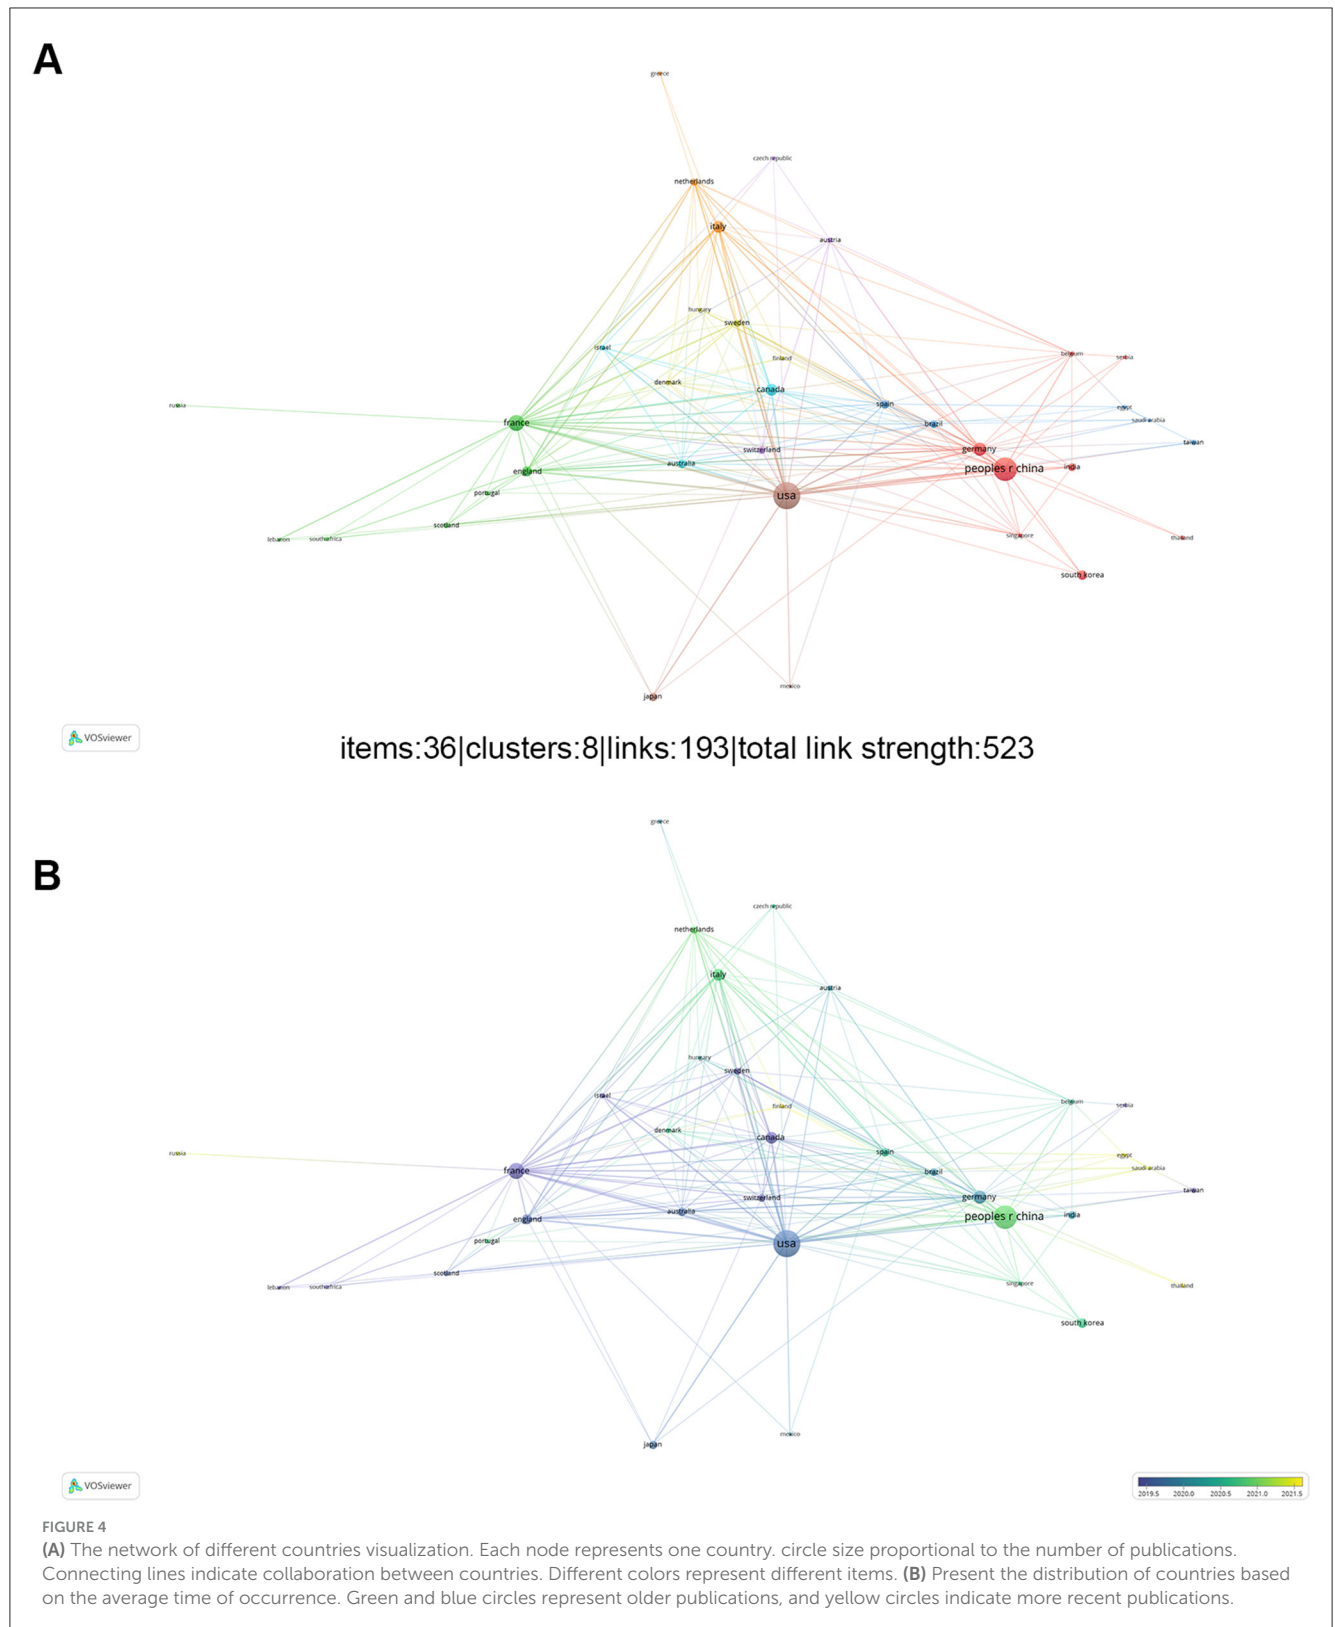 A
greece
czech republic
netherlands
italy
austria
hungary
sweden
israel
finland
belgium
serbia
denmark
canada
russia
spain
egypt
france
brazil
saudi arabia
taiwan
switzerland
germany
australia
peoples r china
india
england
portugal
usa
scotland
lebanon
south africa
singapore
thailand
south korea
japan
mexico
VOSviewer
items:36|clusters:8|links:193|total link strength:523
B
greece
czech republic
netherlands
italy
austria
hungary
sweden
israel
finland
belgium
serbia
denmark
canada
russia
spain
egypt
france
brazil
saudi arabia
taiwan
switzerland
germany
australia
peoples r china
india
england
portugal
usa
scotland
lebanon
south africa
singapore
thailand
south korea
japan
mexico
VOSviewer
2019.5 2020.0 2020.5 2021.0 2021.5
FIGURE 4
(A) The network of different countries visualization. Each node represents one country. circle size proportional to the number of publications.
Connecting lines indicate collaboration between countries. Different colors represent different items. (B) Present the distribution of countries based
on the average time of occurrence. Green and blue circles represent older publications, and yellow circles indicate more recent publications.